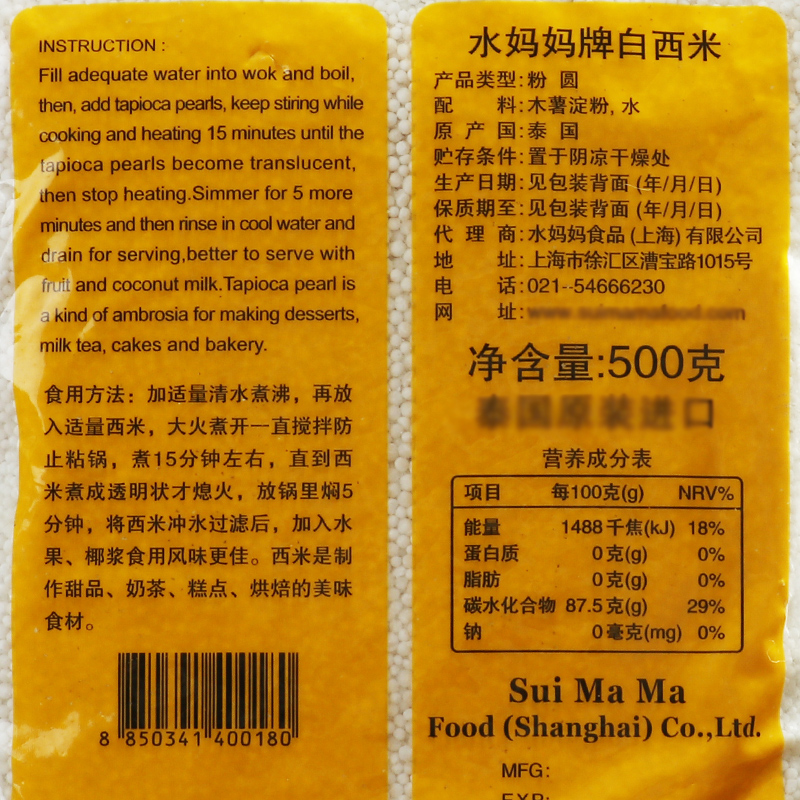 INSTRUCTION :
Fill adequate water into wok and boil,
then, add tapioca pearls, keep stiring while
cooking and heating 15 minutes until the
tapioca pearls become translucent,
then stop heating.Simmer for 5 more
minutes and then rinse in cool water and
drain for serving,better to serve with
fruit and coconut milk.Tapioca pearl is
a kind of ambrosia for making desserts,
milk tea, cakes and bakery.
食用方法：加适量清水煮沸，再放
入适量西米，大火煮开一直搅拌防
止粘锅，煮15分钟左右，直到西
米煮成透明状才熄火，放锅里焖5
分钟，将西米冲水过滤后，加入水
果、椰浆食用风味更佳。西米是制
作甜品、奶茶、糕点、烘焙的美味
食材。
8 850341 400180
水妈妈牌白西米
产品类型:粉 圆
配 料:木薯淀粉, 水
原 产 国:泰 国
贮存条件:置于阴凉干燥处
生产日期:见包装背面 (年/月/日)
保质期至:见包装背面 (年/月/日)
代 理 商:水妈妈食品 (上海) 有限公司
地 址:上海市徐汇区漕宝路1015号
电 话:021--54666230
网 址:www.suimamafood.com
净含量:500克
泰国原装进口
营养成分表
项目 每100克(g) NRV%
能量 1488 千焦(kJ) 18%
蛋白质 0 克(g) 0%
脂肪 0 克(g) 0%
碳水化合物 87.5 克(g) 29%
钠 0 毫克(mg) 0%
Sui Ma Ma
Food (Shanghai) Co.,Ltd.
MFG:
EXP: